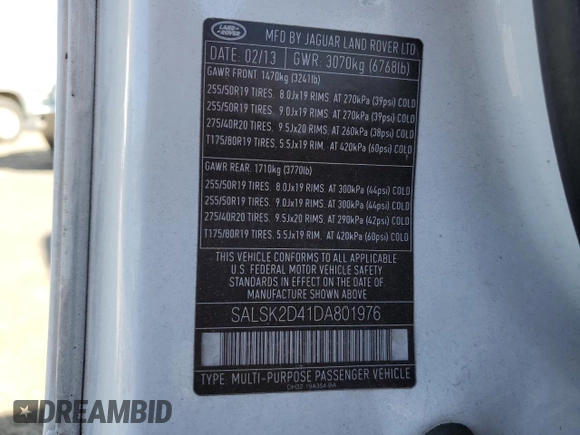 LAND ROVER
MFD BY JAGUAR LAND ROVER LTD
DATE: 02/13 GWR: 3070kg (6768lb)
GAWR FRONT 1470kg (3241lb)
255/50R19 TIRES. 8.0Jx19 RIMS. AT 270kPa (39psi) COLD
255/50R19 TIRES. 9.0Jx19 RIMS. AT 270kPa (39psi) COLD
275/40R20 TIRES. 9.5Jx20 RIMS. AT 260kPa (38psi) COLD
T175/80R19 TIRES. 5.5Jx19 RIM. AT 420kPa (60psi) COLD
GAWR REAR. 1710kg (3770lb)
255/50R19 TIRES. 8.0Jx19 RIMS. AT 300kPa (44psi) COLD
255/50R19 TIRES. 9.0Jx19 RIMS. AT 300kPa (44psi) COLD
275/40R20 TIRES. 9.5Jx20 RIMS. AT 290kPa (42psi) COLD
T175/80R19 TIRES. 5.5Jx19 RIM. AT 420kPa (60psi) COLD
THIS VEHICLE CONFORMS TO ALL APPLICABLE
U.S. FEDERAL MOTOR VEHICLE SAFETY
STANDARDS IN EFFECT ON THE DATE OF
MANUFACTURE SHOWN ABOVE
SALSK2D41DA801976
TYPE: MULTI-PURPOSE PASSENGER VEHICLE
DREAMBID